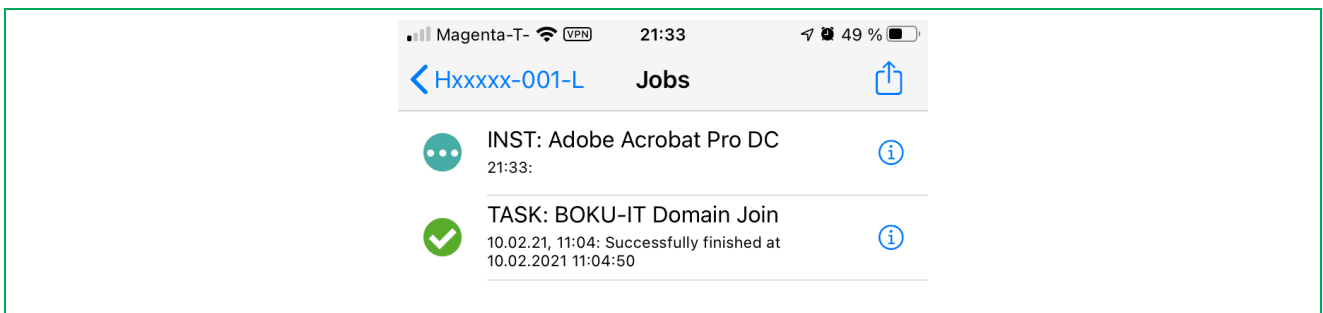 Magenta-T- VPN 21:33 49 %
Hxxxxx-001-L Jobs
INST: Adobe Acrobat Pro DC
21:33:
TASK: BOKU-IT Domain Join
10.02.21, 11:04: Successfully finished at
10.02.2021 11:04:50